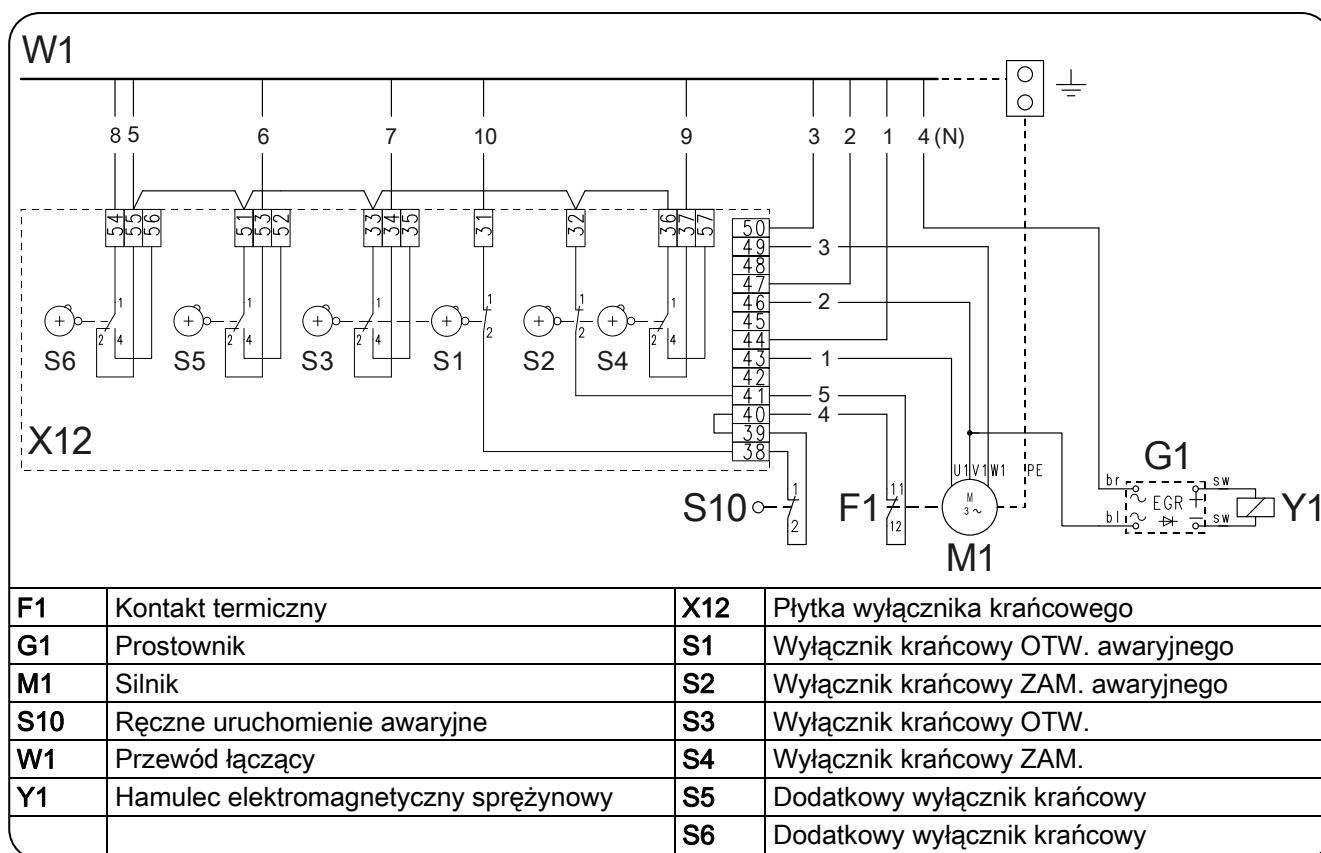 W1
8 5 6 7 10 9 3 2 1 4 (N)
54 55 56 51 53 52 33 34 35 31 32 36 37 57
50
49 3
48
47
46 2
45
44
43 1
42
41 5
40 4
39
38
1 1 1 1 1 1
2 4 2 4 2 4 2 2 2 4
S6 S5 S3 S1 S2 S4
X12
U1 V1 W1 PE
G1
br sw
EGR
bl sw
Y1
S10 1 2
F1 11 12
M 3 ~
M1
F1 Kontakt termiczny X12 Płytka wyłącznika krańcowego
G1 Prostownik S1 Wyłącznik krańcowy OTW. awaryjnego
M1 Silnik S2 Wyłącznik krańcowy ZAM. awaryjnego
S10 Ręczne uruchomienie awaryjne S3 Wyłącznik krańcowy OTW.
W1 Przewód łączący S4 Wyłącznik krańcowy ZAM.
Y1 Hamulec elektromagnetyczny sprężynowy S5 Dodatkowy wyłącznik krańcowy
S6 Dodatkowy wyłącznik krańcowy